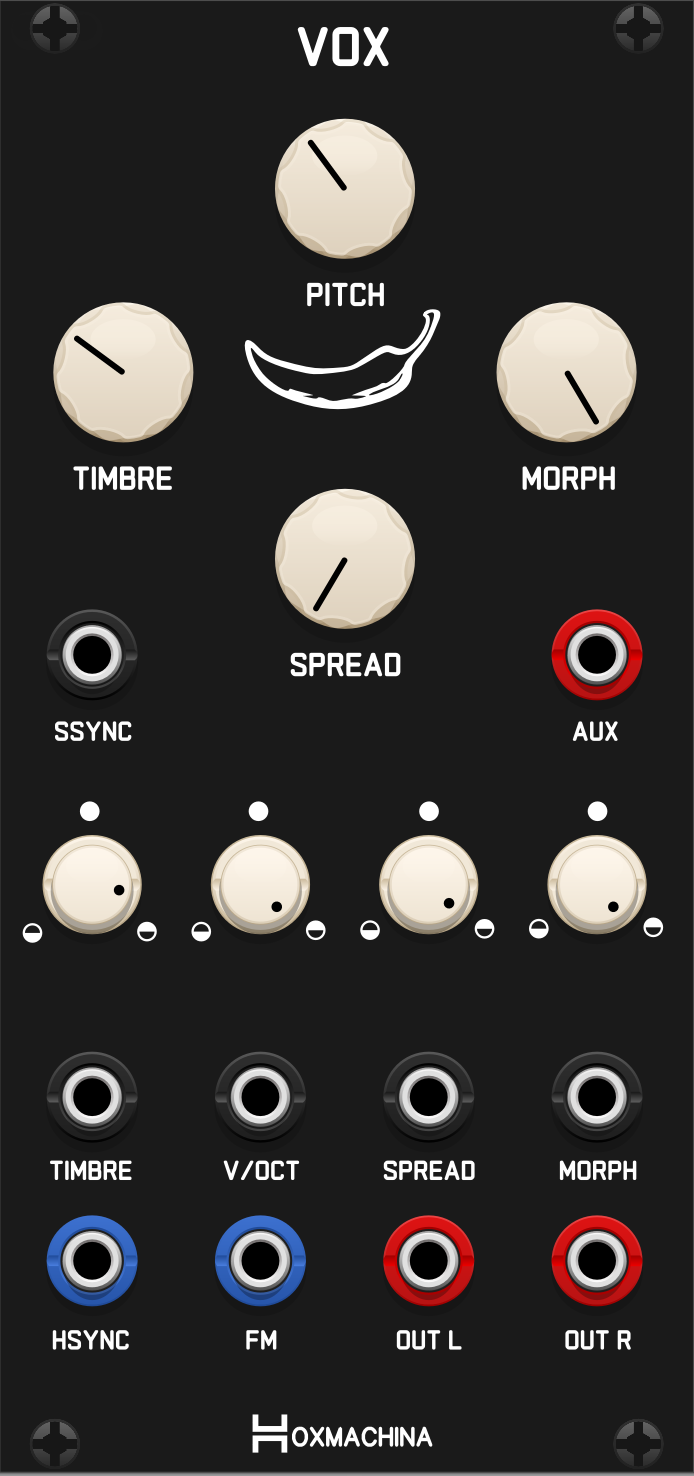 VOX
PITCH
TIMBRE
MORPH
SPREAD
SSYNC
AUX
TIMBRE
V/OCT
SPREAD
MORPH
HSYNC
FM
OUT L
OUT R
HOXMACHINA